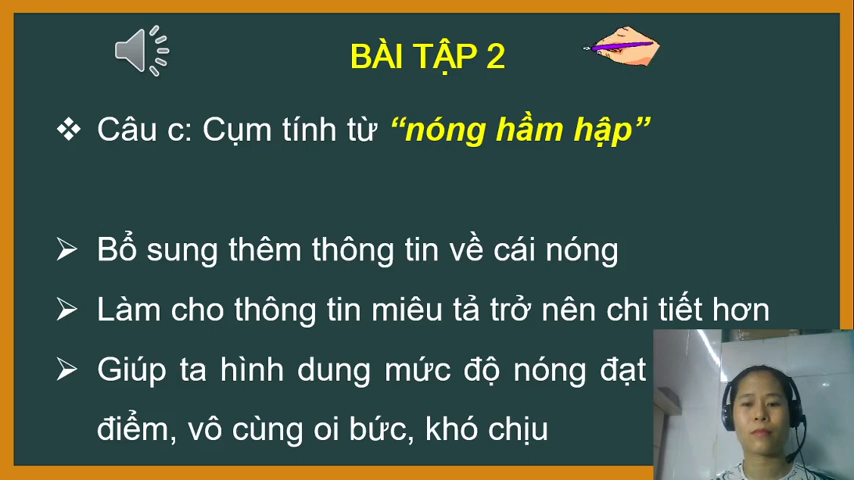 BÀI TẬP 2
Câu c: Cụm tính từ “nóng hầm hập”
Bổ sung thêm thông tin về cái nóng
Làm cho thông tin miêu tả trở nên chi tiết hơn
Giúp ta hình dung mức độ nóng đạt
điểm, vô cùng oi bức, khó chịu